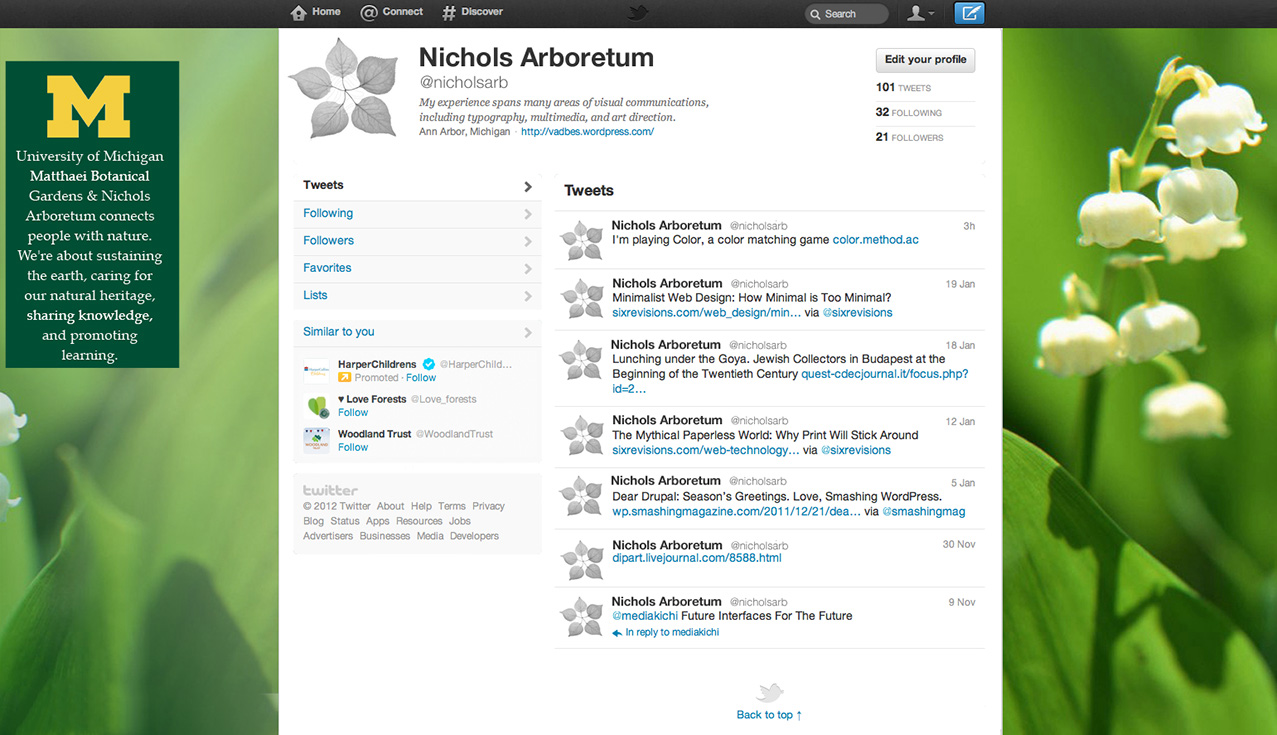 Home
Connect
Discover
Search
M
University of Michigan
Matthaei Botanical
Gardens & Nichols
Arboretum connects
people with nature.
We're about sustaining
the earth, caring for
our natural heritage,
sharing knowledge,
and promoting
learning.
Nichols Arboretum
@nicholsarb
My experience spans many areas of visual communications,
including typography, multimedia, and art direction.
Ann Arbor, Michigan · http://vadbes.wordpress.com/
Edit your profile
101 TWEETS
32 FOLLOWING
21 FOLLOWERS
Tweets
Following
Followers
Favorites
Lists
Similar to you
HarperChildrens @HarperChild...
Promoted · Follow
♥ Love Forests @Love_forests
Follow
Woodland Trust @WoodlandTrust
Follow
twitter
© 2012 Twitter About Help Terms Privacy
Blog Status Apps Resources Jobs
Advertisers Businesses Media Developers
Tweets
Nichols Arboretum @nicholsarb 3h
I'm playing Color, a color matching game color.method.ac
Nichols Arboretum @nicholsarb 19 Jan
Minimalist Web Design: How Minimal is Too Minimal?
sixrevisions.com/web_design/min... via @sixrevisions
Nichols Arboretum @nicholsarb 18 Jan
Lunching under the Goya. Jewish Collectors in Budapest at the
Beginning of the Twentieth Century quest-cdecjournal.it/focus.php?
id=2...
Nichols Arboretum @nicholsarb 12 Jan
The Mythical Paperless World: Why Print Will Stick Around
sixrevisions.com/web-technology... via @sixrevisions
Nichols Arboretum @nicholsarb 5 Jan
Dear Drupal: Season's Greetings. Love, Smashing WordPress.
wp.smashingmagazine.com/2011/12/21/dea... via @smashingmag
Nichols Arboretum @nicholsarb 30 Nov
dipart.livejournal.com/8588.html
Nichols Arboretum @nicholsarb 9 Nov
@mediakichi Future Interfaces For The Future
In reply to mediakichi
Back to top ↑